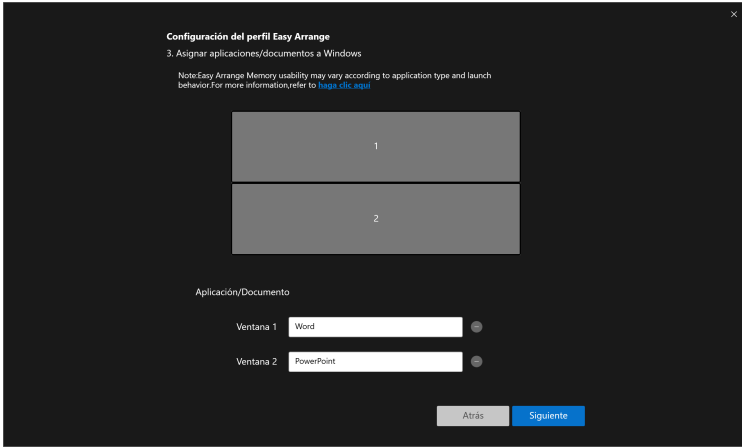 Configuración del perfil Easy Arrange
3. Asignar aplicaciones/documentos a Windows
Note:Easy Arrange Memory usability may vary according to application type and launch
behavior.For more information,refer to haga clic aquí
1
2
Aplicación/Documento
Ventana 1 Word
Ventana 2 PowerPoint
Atrás Siguiente